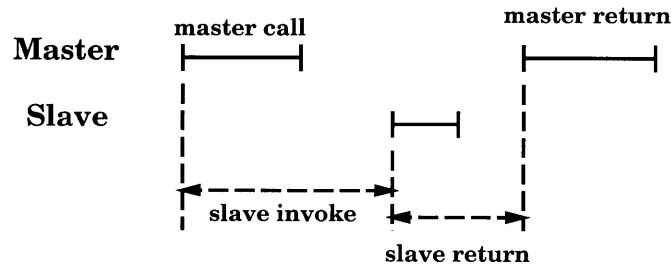 master call
master return
Master
Slave
slave invoke
slave return